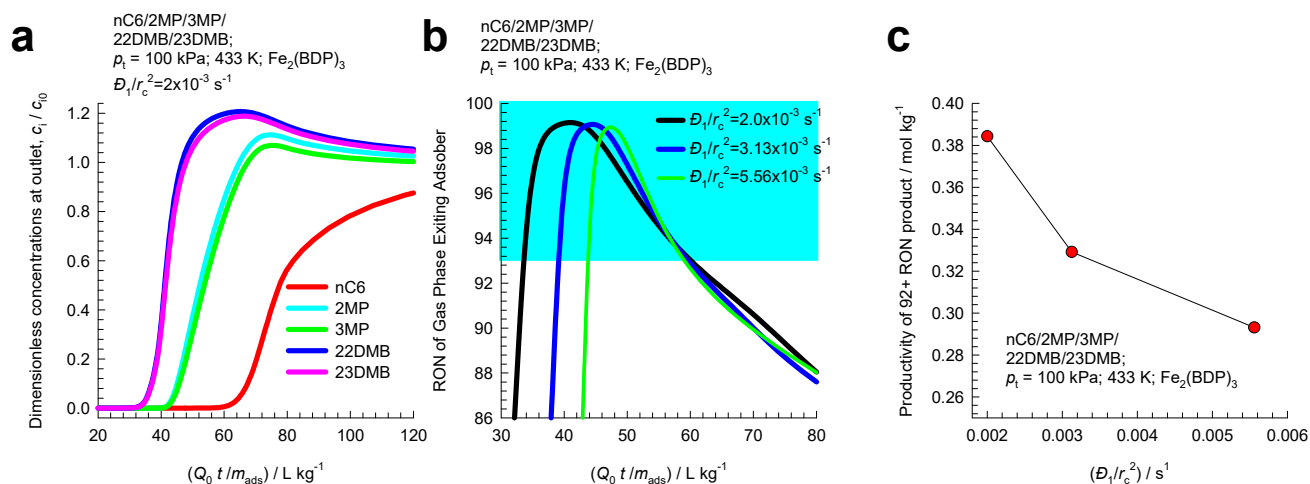 a
nC6/2MP/3MP/
22DMB/23DMB;
pt = 100 kPa; 433 K; Fe2(BDP)3
Đ1/rc2=2x10-3 s-1
Dimensionless concentrations at outlet, ci / ci0
1.2
1.0
0.8
0.6
0.4
0.2
0.0
nC6
2MP
3MP
22DMB
23DMB
20 40 60 80 100 120
(Q0 t /mads) / L kg-1
b
nC6/2MP/3MP/
22DMB/23DMB;
pt = 100 kPa; 433 K; Fe2(BDP)3
RON of Gas Phase Exiting Adsober
100
98
96
94
92
90
88
86
Đ1/rc2=2.0x10-3 s-1
Đ1/rc2=3.13x10-3 s-1
Đ1/rc2=5.56x10-3 s-1
30 40 50 60 70 80
(Q0 t /mads) / L kg-1
c
Productivity of 92+ RON product / mol kg-1
0.40
0.38
0.36
0.34
0.32
0.30
0.28
0.26
nC6/2MP/3MP/
22DMB/23DMB;
pt = 100 kPa; 433 K; Fe2(BDP)3
0.002 0.003 0.004 0.005 0.006
(Đ1/rc2) / s-1